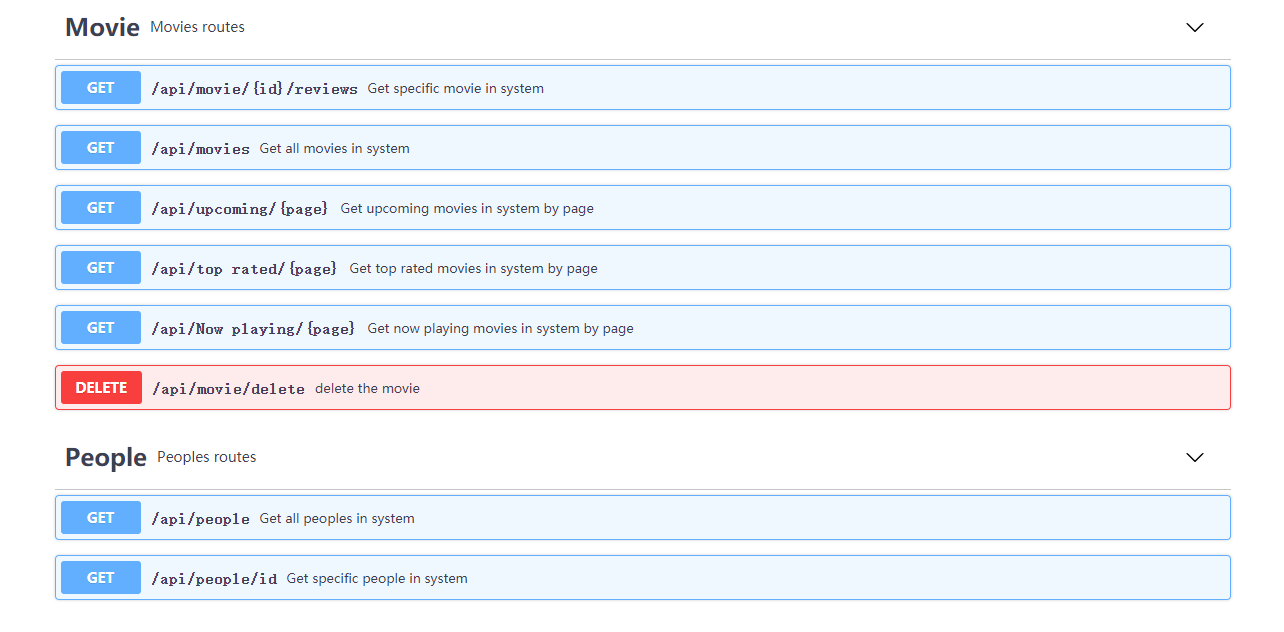 Movie Movies routes
GET /api/movie/{id}/reviews Get specific movie in system
GET /api/movies Get all movies in system
GET /api/upcoming/{page} Get upcoming movies in system by page
GET /api/top rated/{page} Get top rated movies in system by page
GET /api/Now playing/{page} Get now playing movies in system by page
DELETE /api/movie/delete delete the movie
People Peoples routes
GET /api/people Get all peoples in system
GET /api/people/id Get specific people in system